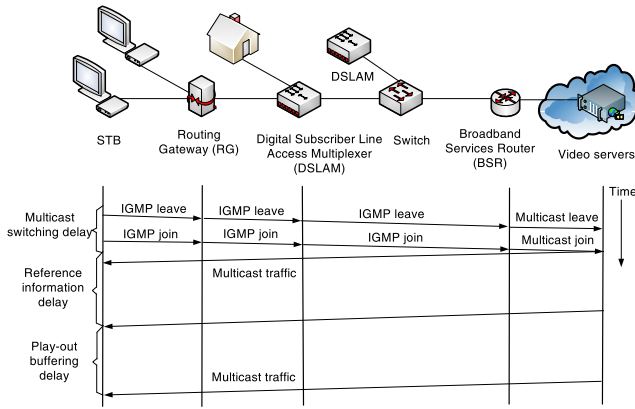 DSLAM
STB
Routing
Gateway (RG)
Digital Subscriber Line
Access Multiplexer
(DSLAM)
Switch
Broadband
Services Router
(BSR)
Video servers
Time
Multicast
switching delay
IGMP leave
IGMP leave
IGMP leave
Multicast leave
IGMP join
IGMP join
IGMP join
Multicast join
Reference
information
delay
Multicast traffic
Play-out
buffering
delay
Multicast traffic